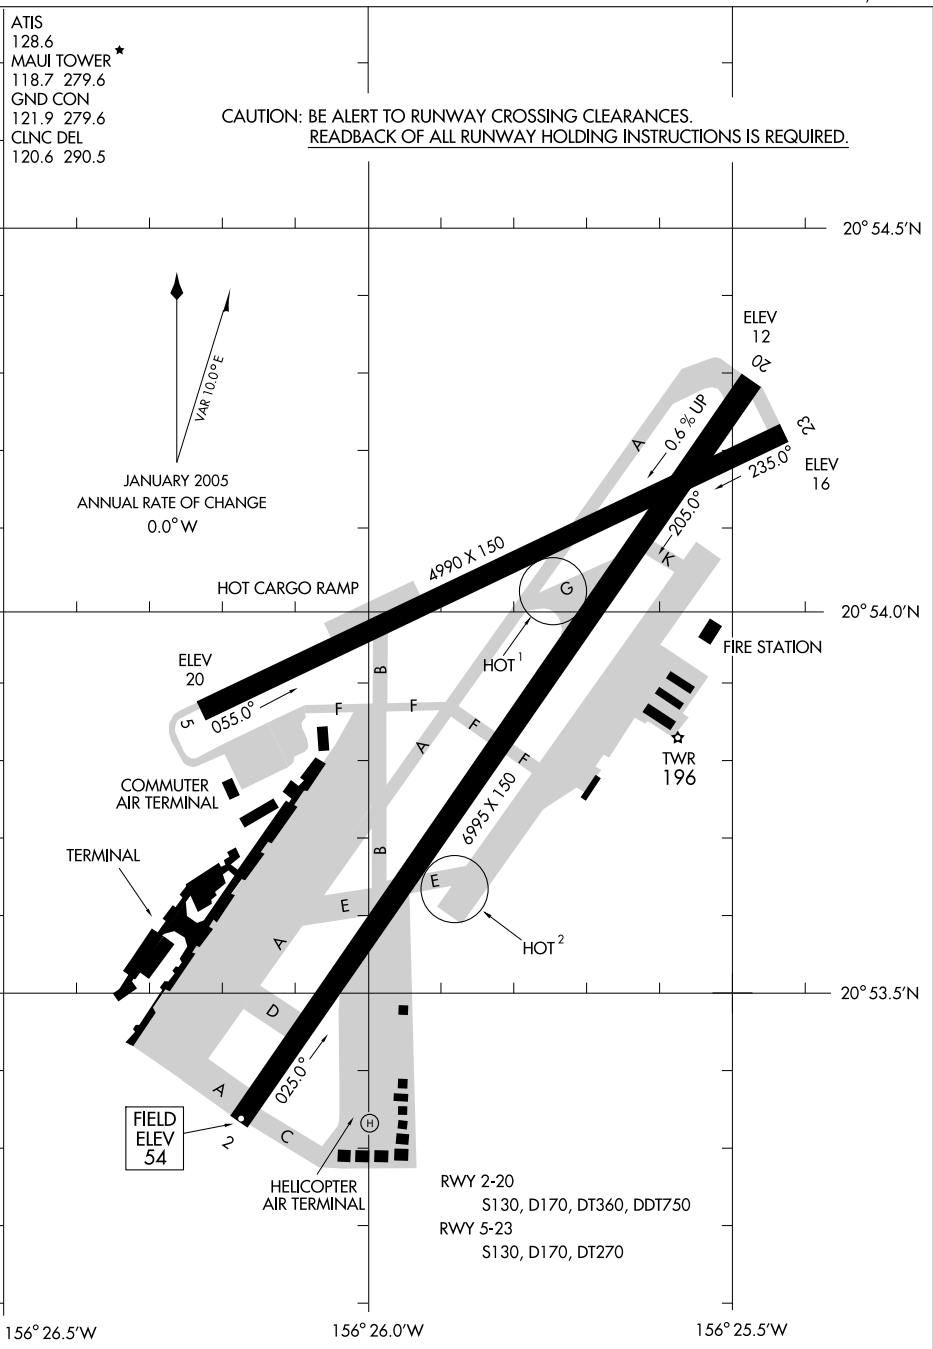 ATIS
128.6
MAUI TOWER ★
118.7 279.6
GND CON
121.9 279.6
CLNC DEL
120.6 290.5
CAUTION: BE ALERT TO RUNWAY CROSSING CLEARANCES.
READBACK OF ALL RUNWAY HOLDING INSTRUCTIONS IS REQUIRED.
20°54.5'N
VAR 10.0°E
JANUARY 2005
ANNUAL RATE OF CHANGE
0.0°W
ELEV
12
20
A
0.6% UP
23
235.0°
ELEV
16
205.0°
K
4990 X 150
HOT CARGO RAMP
G
20°54.0'N
HOT 1
FIRE STATION
ELEV
20
B
5
055.0°
F
F
F
A
F
TWR
196
COMMUTER
AIR TERMINAL
6995 X 150
TERMINAL
B
E
E
A
HOT 2
20°53.5'N
D
025.0°
A
FIELD
ELEV
54
2
C
H
HELICOPTER
AIR TERMINAL
RWY 2-20
S130, D170, DT360, DDT750
RWY 5-23
S130, D170, DT270
156°26.5'W
156°26.0'W
156°25.5'W